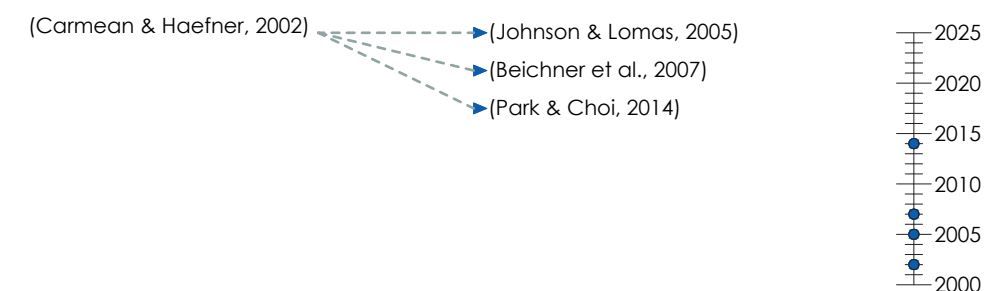 (Carmean & Haefner, 2002)
(Johnson & Lomas, 2005)
(Beichner et al., 2007)
(Park & Choi, 2014)
2025
2020
2015
2010
2005
2000